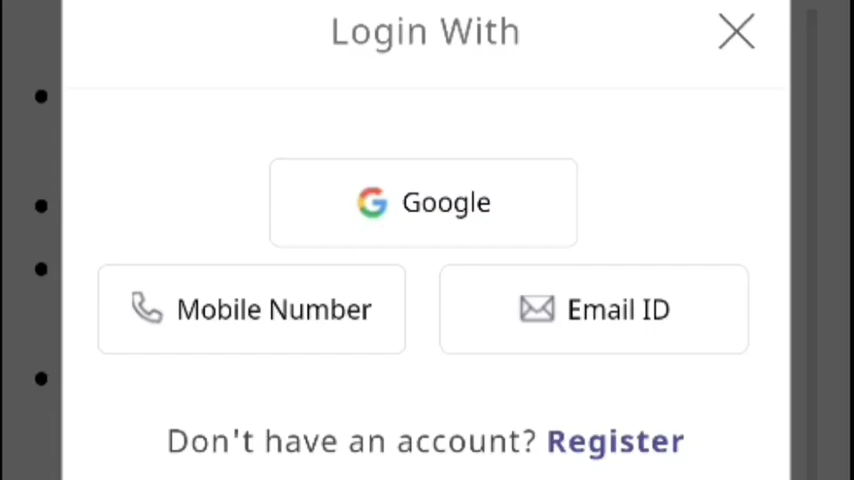 Login With
Google
Mobile Number
Email ID
Don't have an account? Register